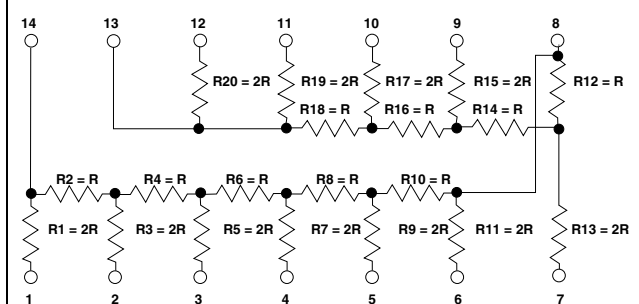 14 13 12 11 10 9 8
R20 = 2R R19 = 2R R17 = 2R R15 = 2R R12 = R
R18 = R R16 = R R14 = R
R2 = R R4 = R R6 = R R8 = R R10 = R
R1 = 2R R3 = 2R R5 = 2R R7 = 2R R9 = 2R R11 = 2R R13 = 2R
1 2 3 4 5 6 7